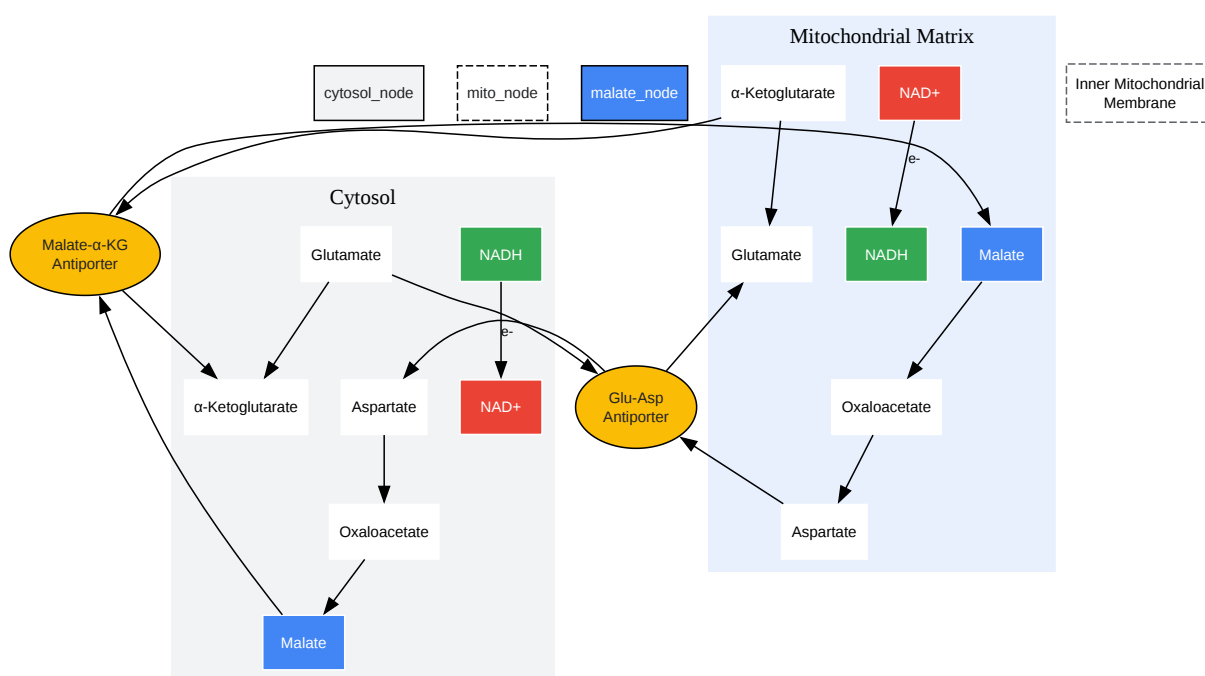 Mitochondrial Matrix
cytosol_node
mito_node
malate_node
α-Ketoglutarate
NAD+
Inner Mitochondrial
Membrane
e-
Cytosol
Malate-α-KG
Antiporter
Glutamate
NADH
Glutamate
NADH
Malate
e-
α-Ketoglutarate
Aspartate
NAD+
Glu-Asp
Antiporter
Oxaloacetate
Oxaloacetate
Aspartate
Malate